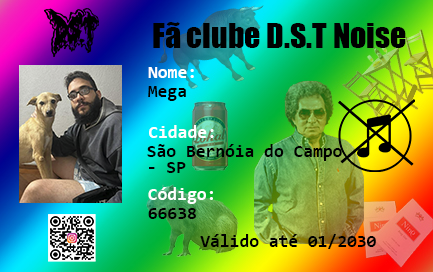 D.S.T
Fã clube D.S.T Noise
Nome:
Mega
Cidade:
São Bernóia do Campo
- SP
Código:
66638
Válido até 01/2030